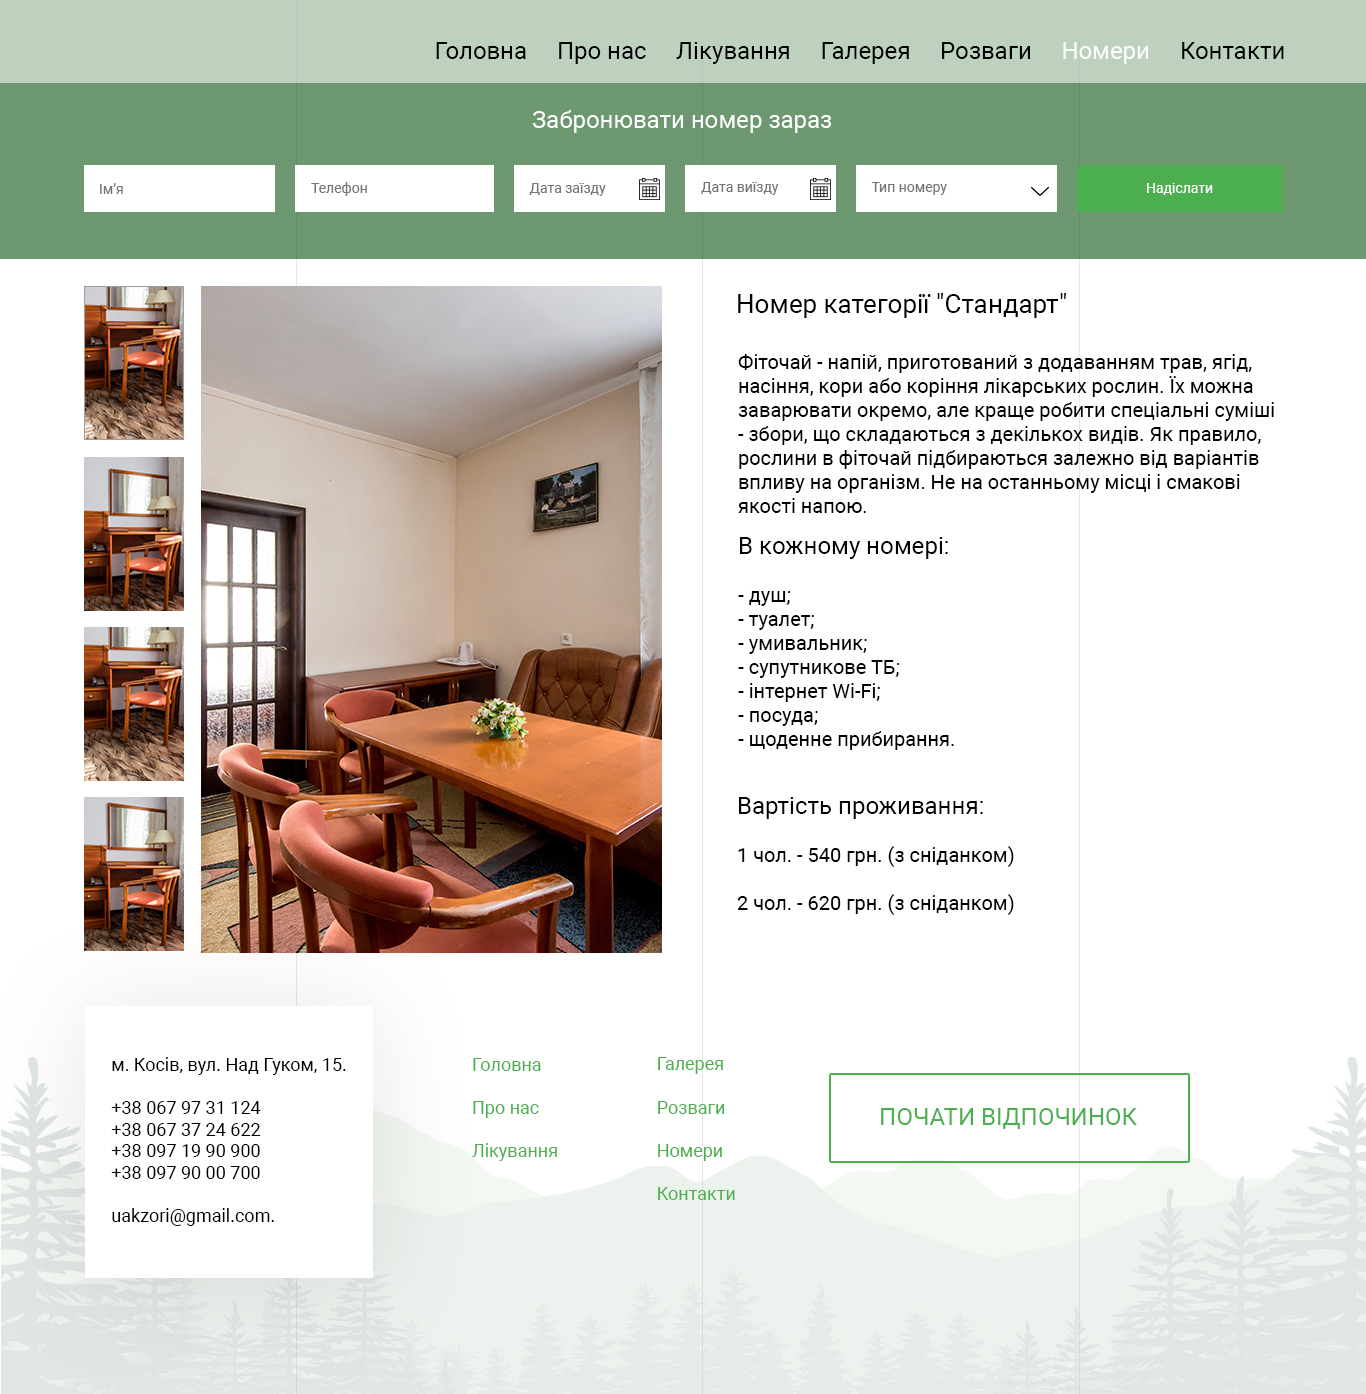 Головна Про нас Лікування Галерея Розваги Номери Контакти
Забронювати номер зараз
Ім'я Телефон Дата заїзду Дата виїзду Тип номеру Надіслати
Номер категорії "Стандарт"
Фіточай - напій, приготований з додаванням трав, ягід,
насіння, кори або коріння лікарських рослин. Їх можна
заварювати окремо, але краще робити спеціальні суміші
- збори, що складаються з декількох видів. Як правило,
рослини в фіточай підбираються залежно від варіантів
впливу на організм. Не на останньому місці і смакові
якості напою.
В кожному номері:
- душ;
- туалет;
- умивальник;
- супутникове ТБ;
- інтернет Wi-Fi;
- посуда;
- щоденне прибирання.
Вартість проживання:
1 чол. - 540 грн. (з сніданком)
2 чол. - 620 грн. (з сніданком)
м. Косів, вул. Над Гуком, 15.
+38 067 97 31 124
+38 067 37 24 622
+38 097 19 90 900
+38 097 90 00 700
uakzori@gmail.com.
Головна
Про нас
Лікування
Галерея
Розваги
Номери
Контакти
ПОЧАТИ ВІДПОЧИНОК